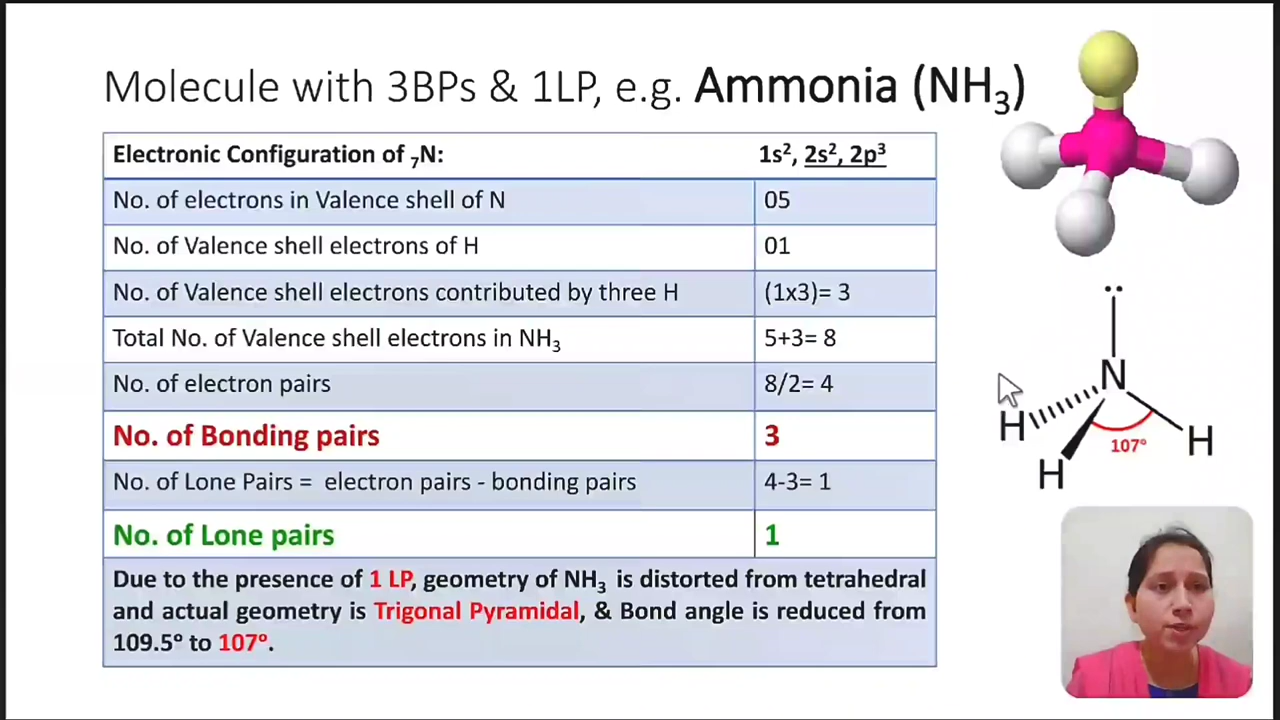 Molecule with 3BPs & 1LP, e.g. Ammonia (NH₃)
Electronic Configuration of ₇N: 1s², 2s², 2p³
No. of electrons in Valence shell of N 05
No. of Valence shell electrons of H 01
No. of Valence shell electrons contributed by three H (1x3)= 3
Total No. of Valence shell electrons in NH₃ 5+3= 8
No. of electron pairs 8/2= 4
No. of Bonding pairs 3
No. of Lone Pairs = electron pairs - bonding pairs 4-3= 1
No. of Lone pairs 1
Due to the presence of 1 LP, geometry of NH₃ is distorted from tetrahedral
and actual geometry is Trigonal Pyramidal, & Bond angle is reduced from
109.5° to 107°.
N
H
H
H
107°